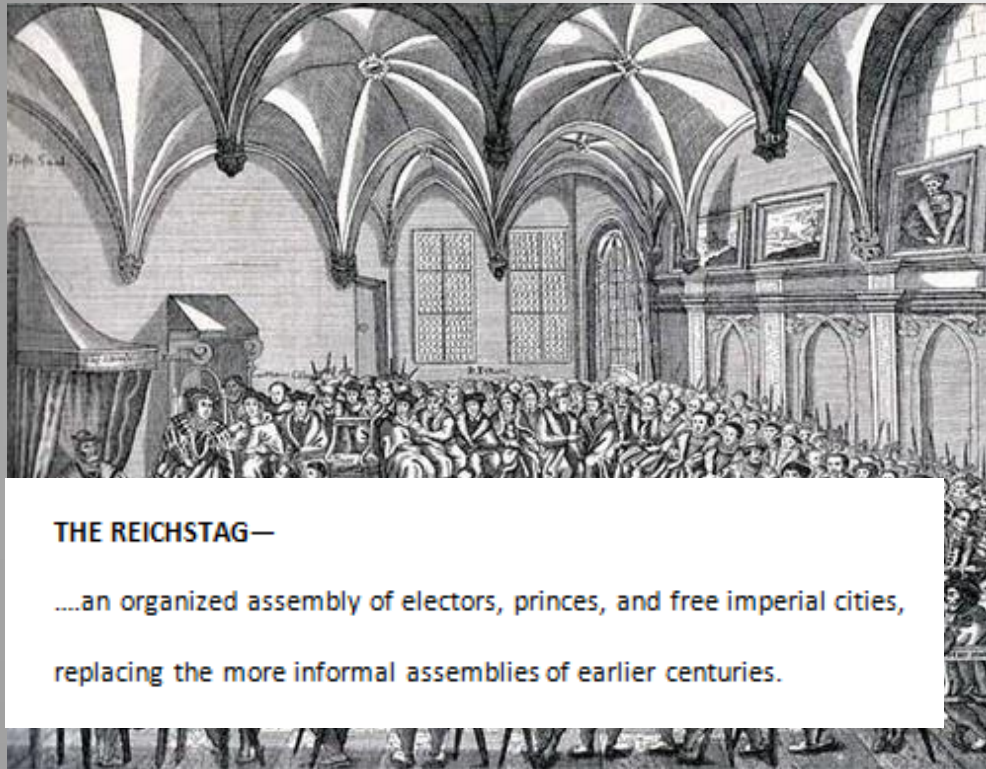 THE REICHSTAG—
....an organized assembly of electors, princes, and free imperial cities,
replacing the more informal assemblies of earlier centuries.